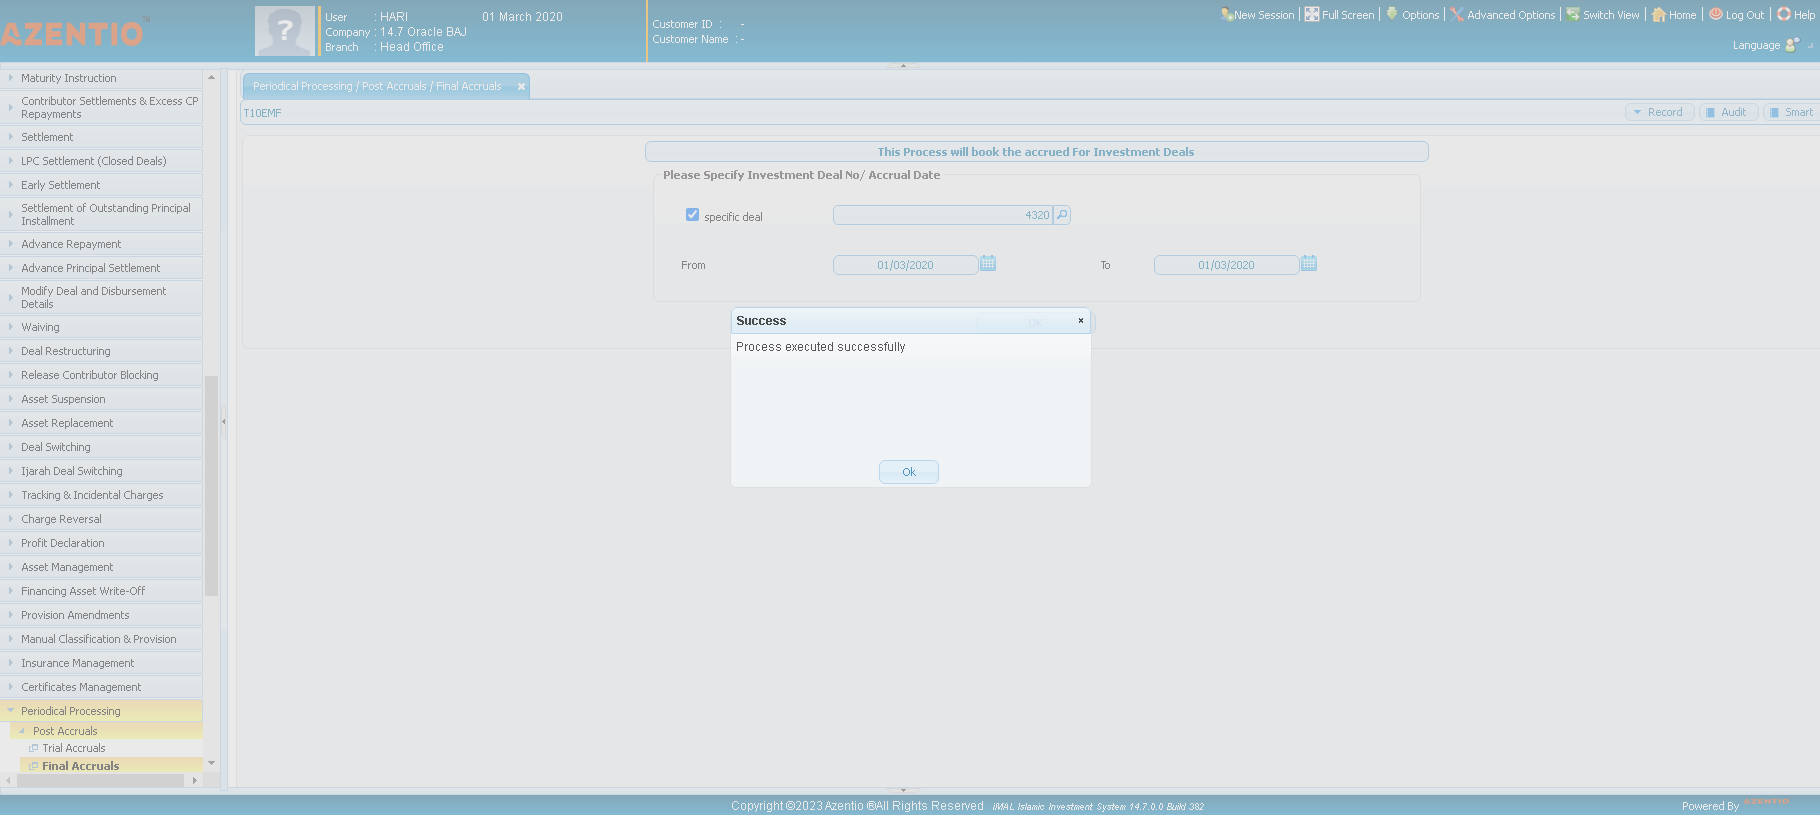 AZENTIO™
User : HARI 01 March 2020
Company : 14.7 Oracle BAJ
Branch : Head Office
Customer ID : -
Customer Name : -
New Session Full Screen Options Advanced Options Switch View Home Log Out Help
Language
Maturity Instruction
Contributor Settlements & Excess CP
Repayments
Settlement
LPC Settlement (Closed Deals)
Early Settlement
Settlement of Outstanding Principal
Installment
Advance Repayment
Advance Principal Settlement
Modify Deal and Disbursement
Details
Waiving
Deal Restructuring
Release Contributor Blocking
Asset Suspension
Asset Replacement
Deal Switching
Ijarah Deal Switching
Tracking & Incidental Charges
Charge Reversal
Profit Declaration
Asset Management
Financing Asset Write-Off
Provision Amendments
Manual Classification & Provision
Insurance Management
Certificates Management
Periodical Processing
Post Accruals
Trial Accruals
Final Accruals
Periodical Processing / Post Accruals / Final Accruals
T10EMF
Record Audit Smart
This Process will book the accrued For Investment Deals
Please Specify Investment Deal No/ Accrual Date
specific deal 4320
From 01/03/2020 To 01/03/2020
Ok
Success
Process executed successfully
Ok
Copyright ©2023 Azentio ®All Rights Reserved iMAL Islamic Investment System 14.7.0.0 Build 382
Powered By AZENTIO